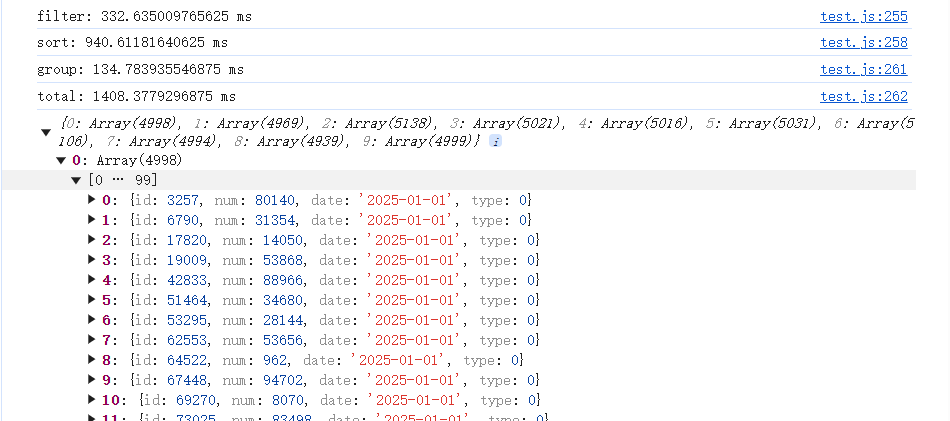 filter: 332.635009765625 ms test.js:255
sort: 940.61181640625 ms test.js:258
group: 134.783935546875 ms test.js:261
total: 1408.3779296875 ms test.js:262
{0: Array(4998), 1: Array(4969), 2: Array(5138), 3: Array(5021), 4: Array(5016), 5: Array(5031), 6: Array(5
106), 7: Array(4994), 8: Array(4939), 9: Array(4999)} i
▼ 0: Array(4998)
▼ [0 … 99]
▶ 0: {id: 3257, num: 80140, date: '2025-01-01', type: 0}
▶ 1: {id: 6790, num: 31354, date: '2025-01-01', type: 0}
▶ 2: {id: 17820, num: 14050, date: '2025-01-01', type: 0}
▶ 3: {id: 19009, num: 53868, date: '2025-01-01', type: 0}
▶ 4: {id: 42833, num: 88966, date: '2025-01-01', type: 0}
▶ 5: {id: 51464, num: 34680, date: '2025-01-01', type: 0}
▶ 6: {id: 53295, num: 28144, date: '2025-01-01', type: 0}
▶ 7: {id: 62553, num: 53656, date: '2025-01-01', type: 0}
▶ 8: {id: 64522, num: 962, date: '2025-01-01', type: 0}
▶ 9: {id: 67448, num: 94702, date: '2025-01-01', type: 0}
▶ 10: {id: 69270, num: 8070, date: '2025-01-01', type: 0}
▶ 11: {id: 73025, num: 83498, date: '2025-01-01', type: 0}